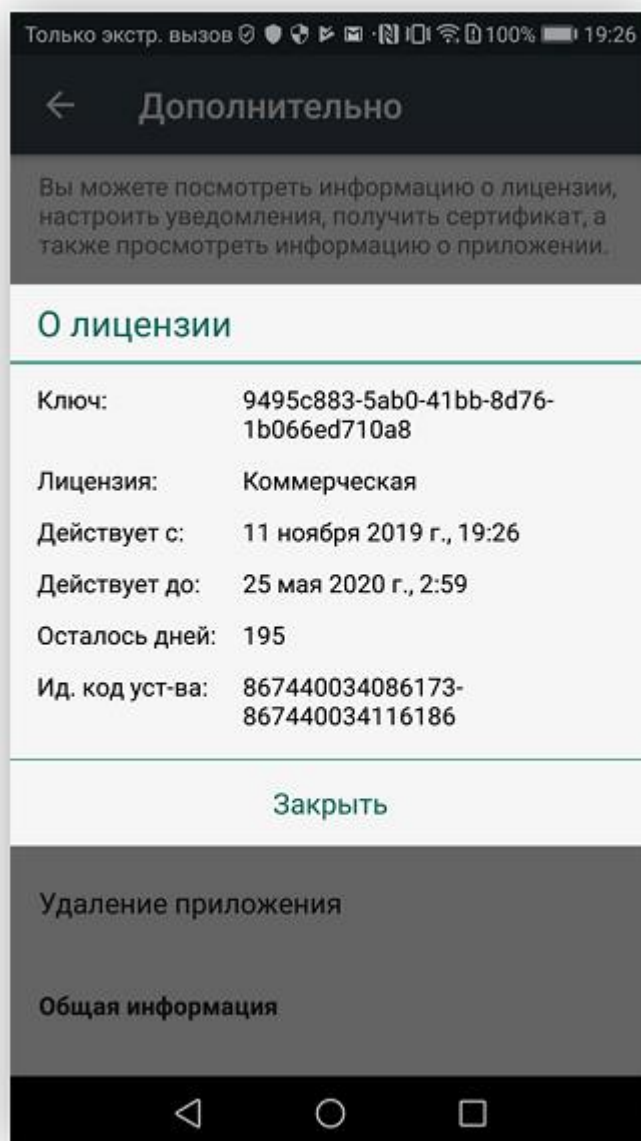 Только экстр. вызов 100% 19:26
Дополнительно
Вы можете посмотреть информацию о лицензии,
настроить уведомления, получить сертификат, а
также просмотреть информацию о приложении.
О лицензии
Ключ: 9495c883-5ab0-41bb-8d76-
1b066ed710a8
Лицензия: Коммерческая
Действует с: 11 ноября 2019 г., 19:26
Действует до: 25 мая 2020 г., 2:59
Осталось дней: 195
Ид. код уст-ва: 867440034086173-
867440034116186
Закрыть
Удаление приложения
Общая информация